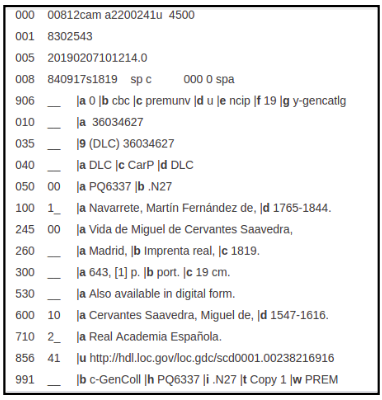 000 00812cam a2200241u 4500
001 8302543
005 20190207101214.0
008 840917s1819 sp c 000 0 spa
906 __ |a 0 |b cbc |c premunv |d u |e ncip |f 19 |g y-gencatlg
010 __ |a 36034627
035 __ |9 (DLC) 36034627
040 __ |a DLC |c CarP |d DLC
050 00 |a PQ6337 |b .N27
100 1_ |a Navarrete, Martín Fernández de, |d 1765-1844.
245 00 |a Vida de Miguel de Cervantes Saavedra,
260 __ |a Madrid, |b Imprenta real, |c 1819.
300 __ |a 643, [1] p. |b port. |c 19 cm.
530 __ |a Also available in digital form.
600 10 |a Cervantes Saavedra, Miguel de, |d 1547-1616.
710 2_ |a Real Academia Española.
856 41 |u http://hdl.loc.gov/loc.gdc/scd0001.00238216916
991 __ |b c-GenColl |h PQ6337 |i .N27 |t Copy 1 |w PREM